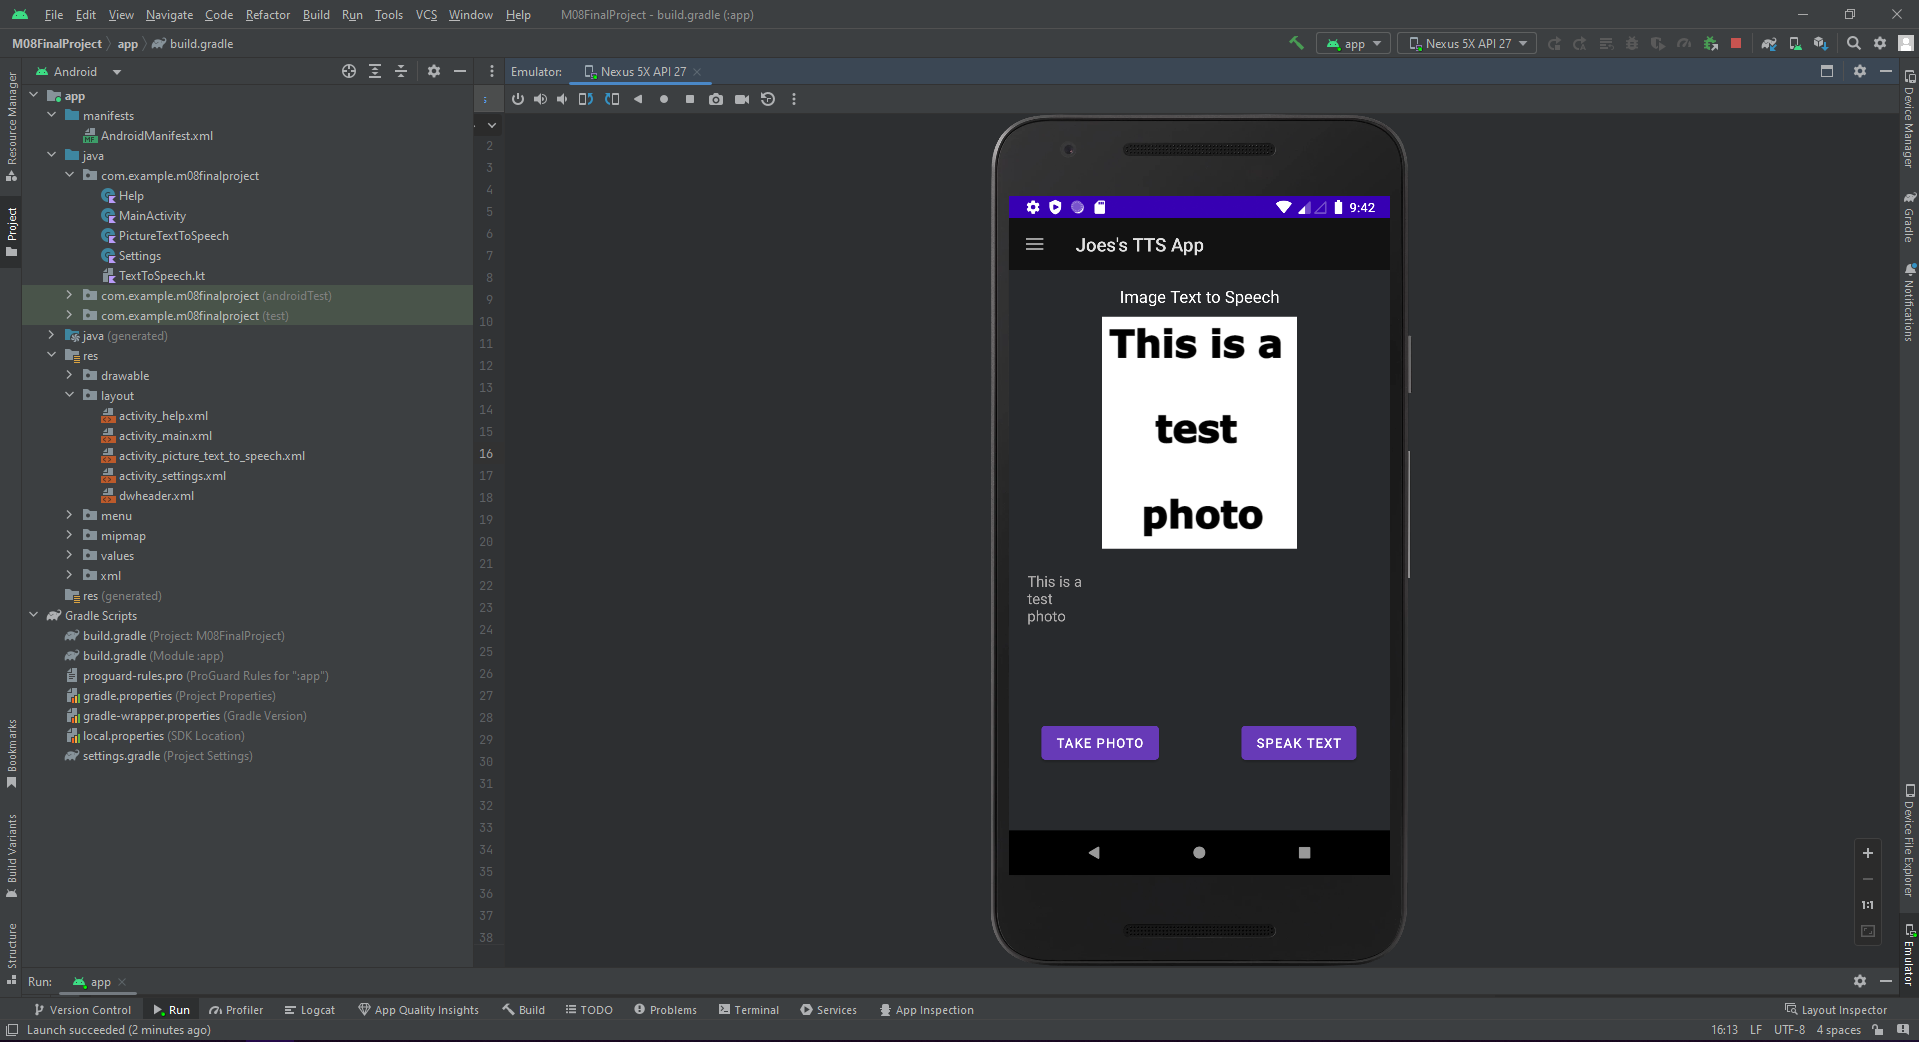 File Edit View Navigate Code Refactor Build Run Tools VCS Window Help M08FinalProject - build.gradle (:app)
M08FinalProject app build.gradle
app Nexus 5X API 27
Android
Emulator: Nexus 5X API 27
Resource Manager
Project
Bookmarks
Build Variants
Structure
app
manifests
AndroidManifest.xml
java
com.example.m08finalproject
Help
MainActivity
PictureTextToSpeech
Settings
TextToSpeech.kt
com.example.m08finalproject (androidTest)
com.example.m08finalproject (test)
java (generated)
res
drawable
layout
activity_help.xml
activity_main.xml
activity_picture_text_to_speech.xml
activity_settings.xml
dwheader.xml
menu
mipmap
values
xml
res (generated)
Gradle Scripts
build.gradle (Project: M08FinalProject)
build.gradle (Module :app)
proguard-rules.pro (ProGuard Rules for ":app")
gradle.properties (Project Properties)
gradle-wrapper.properties (Gradle Version)
local.properties (SDK Location)
settings.gradle (Project Settings)
2
3
4
5
6
7
8
9
10
11
12
13
14
15
16
17
18
19
20
21
22
23
24
25
26
27
28
29
30
31
32
33
34
35
36
37
38
9:42
Joes's TTS App
Image Text to Speech
This is a
test
photo
This is a
test
photo
TAKE PHOTO SPEAK TEXT
1:1
Device Manager
Gradle
Notifications
Device File Explorer
Emulator
Run: app
Version Control Run Profiler Logcat App Quality Insights Build TODO Problems Terminal Services App Inspection Layout Inspector
Launch succeeded (2 minutes ago) 16:13 LF UTF-8 4 spaces